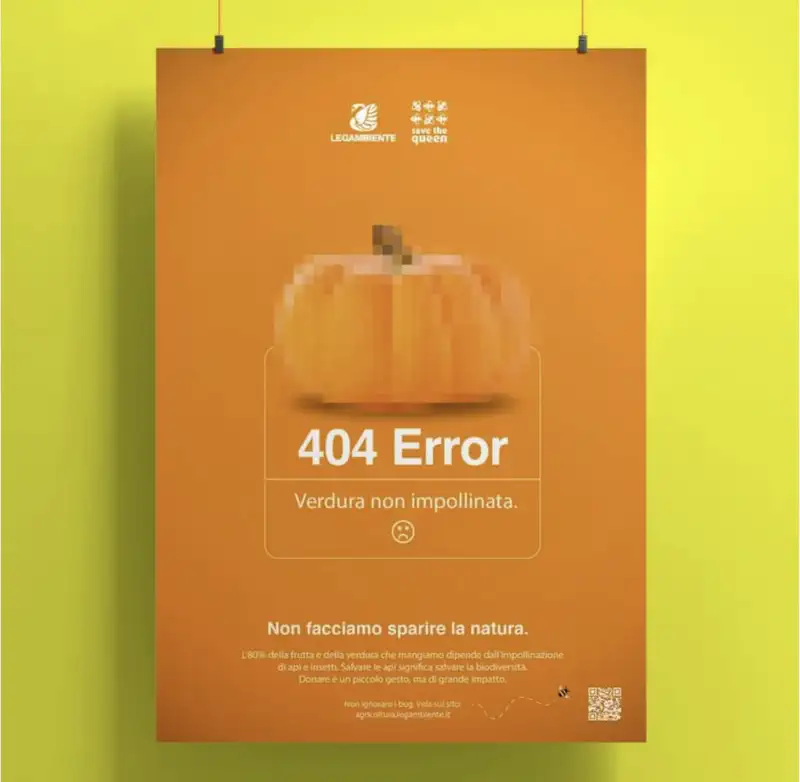 LEGAMBIENTE
save the
queen
404 Error
Verdura non impollinata.
Non facciamo sparire la natura.
L'80% della frutta e della verdura che mangiamo dipende dall'impollinazione
di api e insetti. Salvare le api significa salvare la biodiversità.
Donare è un piccolo gesto, ma di grande impatto.
Non ignorare i bug. Vola sul sito:
agricoltura.legambiente.it